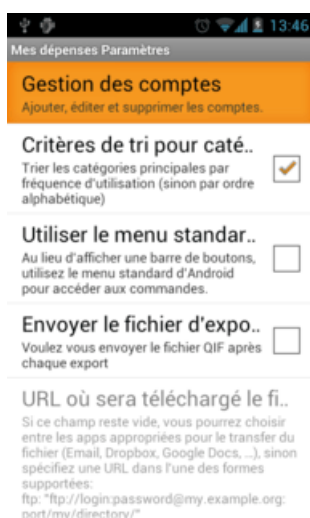 13:46
Mes dépenses Paramètres
Gestion des comptes
Ajouter, éditer et supprimer les comptes.
Critères de tri pour caté..
Trier les catégories principales par
fréquence d'utilisation (sinon par ordre
alphabétique)
Utiliser le menu standar..
Au lieu d'afficher une barre de boutons,
utilisez le menu standard d'Android
pour accéder aux commandes.
Envoyer le fichier d'expo..
Voulez vous envoyer le fichier QIF après
chaque export
URL où sera téléchargé le fi..
Si ce champ reste vide, vous pourrez choisir
entre les apps appropriées pour le transfer du
fichier (Email, Dropbox, Google Docs, ...), sinon
spécifiez une URL dans l'une des formes
supportées:
ftp: "ftp://login:password@my.example.org:
port/my/directory/"